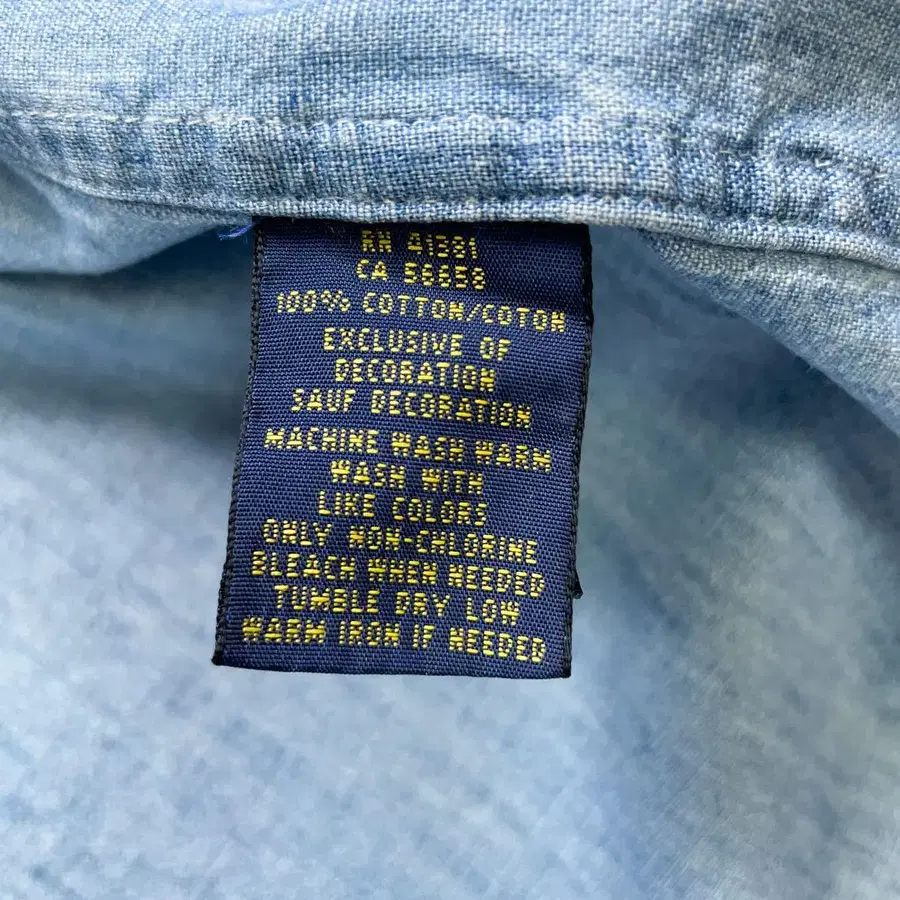 RN 41381
CA 56658
100% COTTON/COTON
EXCLUSIVE OF
DECORATION
SAUF DECORATION
MACHINE WASH WARM
WASH WITH
LIKE COLORS
ONLY NON-CHLORINE
BLEACH WHEN NEEDED
TUMBLE DRY LOW
WARM IRON IF NEEDED